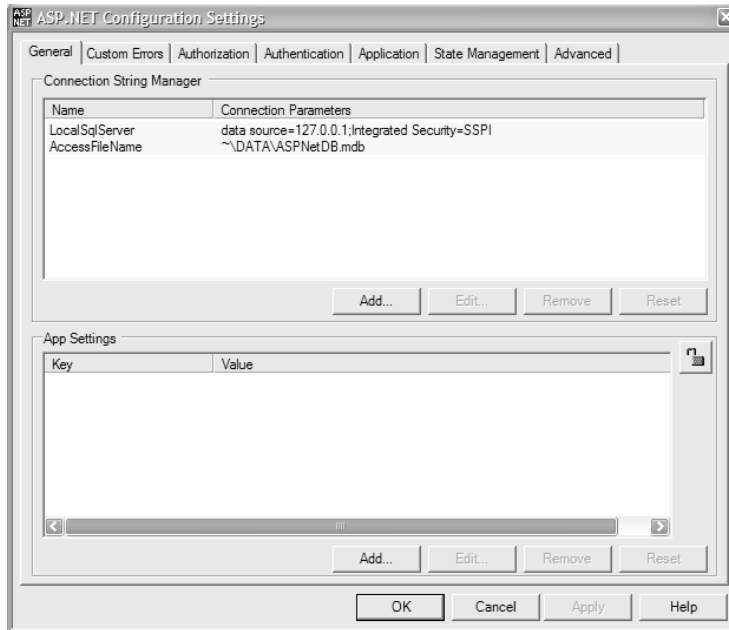 ASP.NET Configuration Settings
General Custom Errors Authorization Authentication Application State Management Advanced
Connection String Manager
Name Connection Parameters
LocalSqlServer data source=127.0.0.1;Integrated Security=SSPI
AccessFileName ~\DATA\ASPNetDB.mdb
Add... Edit... Remove Reset
App Settings
Key Value
Add... Edit... Remove Reset
OK Cancel Apply Help